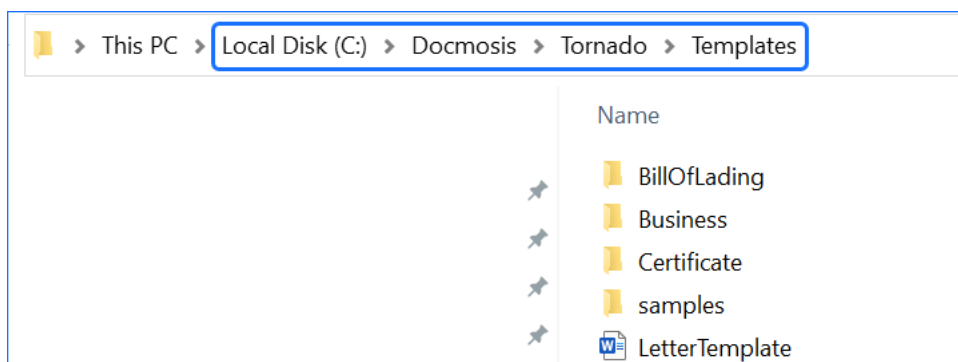 This PC > Local Disk (C:) > Docmosis > Tornado > Templates
Name
BillOfLading
Business
Certificate
samples
LetterTemplate